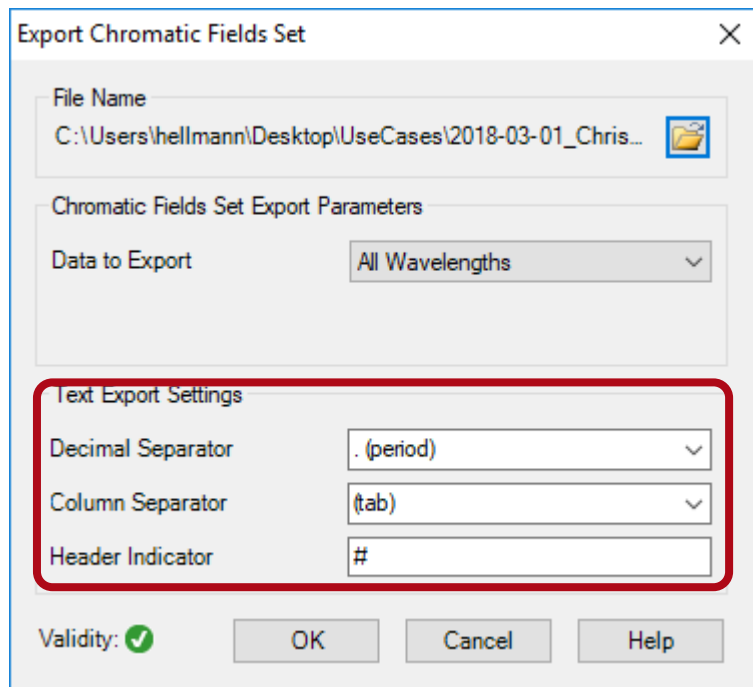 Export Chromatic Fields Set
File Name
C:\Users\hellmann\Desktop\UseCases\2018-03-01_Chris...
Chromatic Fields Set Export Parameters
Data to Export All Wavelengths
Text Export Settings
Decimal Separator . (period)
Column Separator (tab)
Header Indicator #
Validity: OK Cancel Help